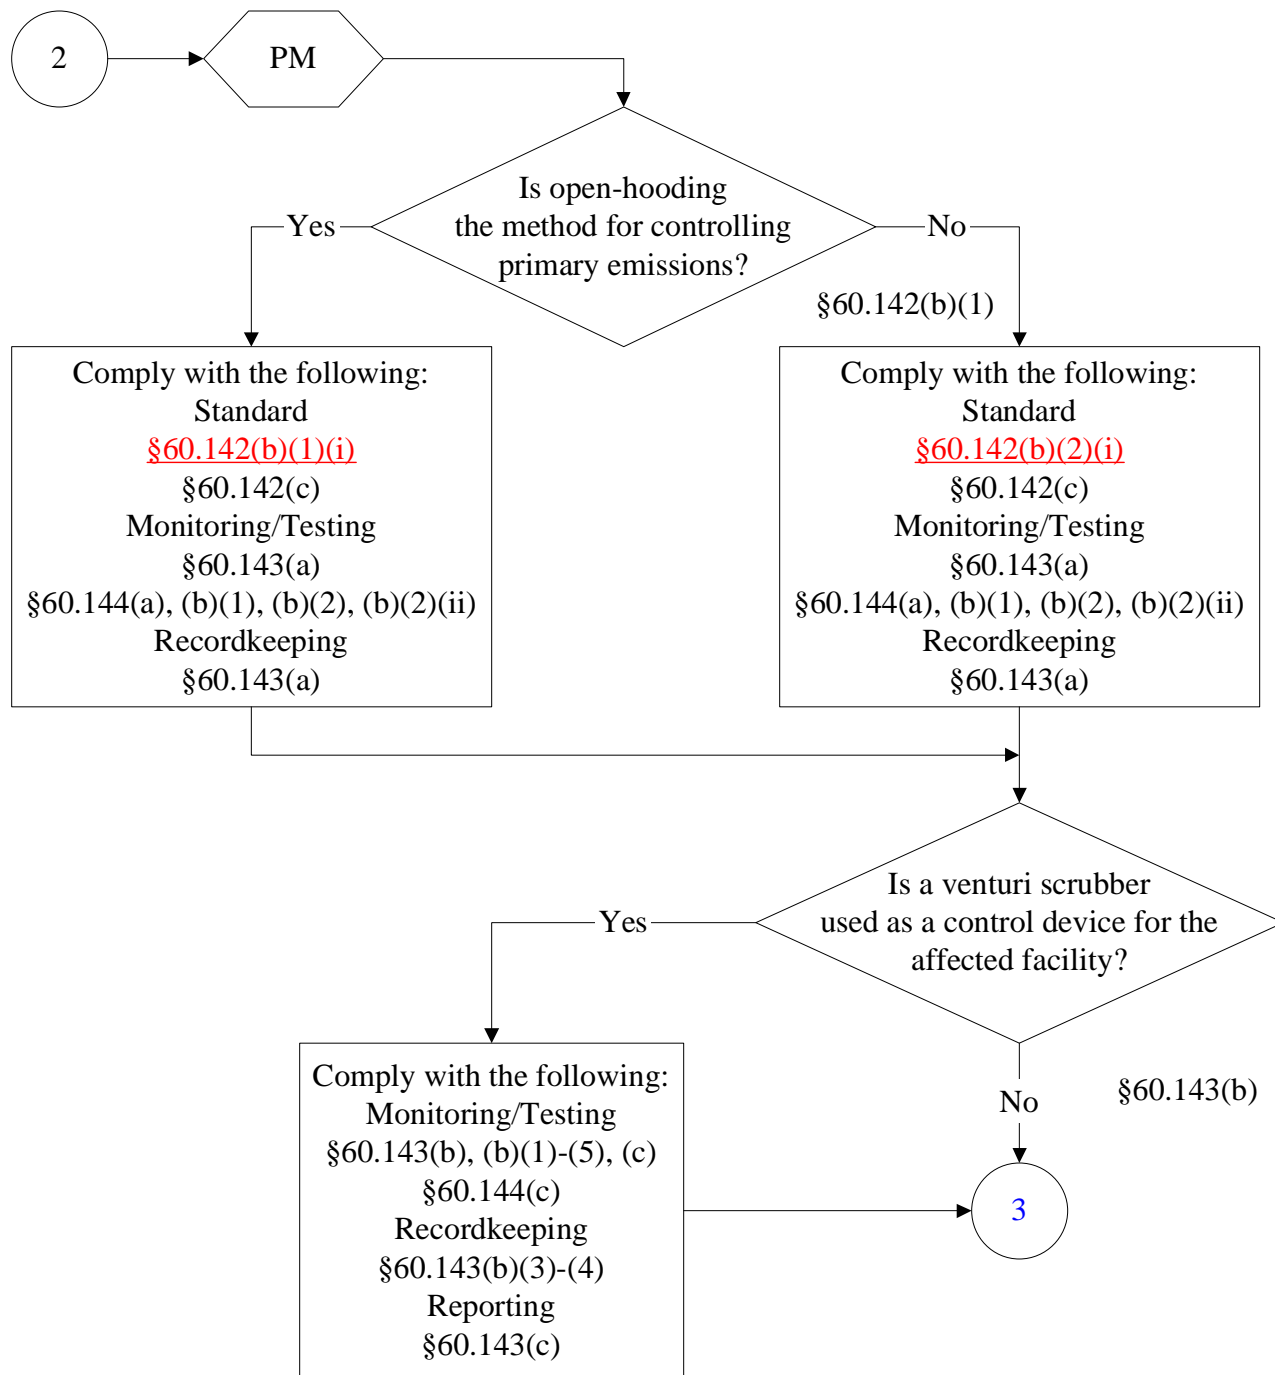 2
PM
Is open-hooding
the method for controlling
primary emissions?
Yes
No
§60.142(b)(1)
Comply with the following:
Standard
§60.142(b)(1)(i)
§60.142(c)
Monitoring/Testing
§60.143(a)
§60.144(a), (b)(1), (b)(2), (b)(2)(ii)
Recordkeeping
§60.143(a)
Comply with the following:
Standard
§60.142(b)(2)(i)
§60.142(c)
Monitoring/Testing
§60.143(a)
§60.144(a), (b)(1), (b)(2), (b)(2)(ii)
Recordkeeping
§60.143(a)
Is a venturi scrubber
used as a control device for the
affected facility?
Yes
No
§60.143(b)
Comply with the following:
Monitoring/Testing
§60.143(b), (b)(1)-(5), (c)
§60.144(c)
Recordkeeping
§60.143(b)(3)-(4)
Reporting
§60.143(c)
3